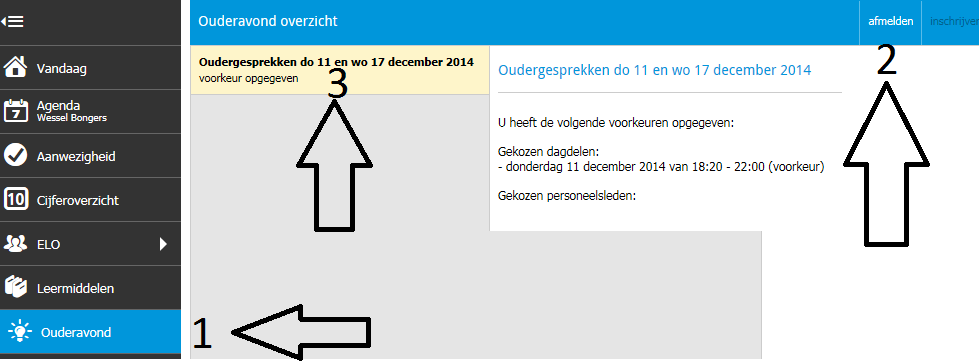 Ouderavond overzicht
afmelden
inschrijven
Vandaag
7
Agenda
Wessel Bongers
Aanwezigheid
10
Cijferoverzicht
ELO
Leermiddelen
Ouderavond
1
Oudergesprekken do 11 en wo 17 december 2014
voorkeur opgegeven
3
2
Oudergesprekken do 11 en wo 17 december 2014
U heeft de volgende voorkeuren opgegeven:
Gekozen dagdelen:
- donderdag 11 december 2014 van 18:20 - 22:00 (voorkeur)
Gekozen personeelsleden: